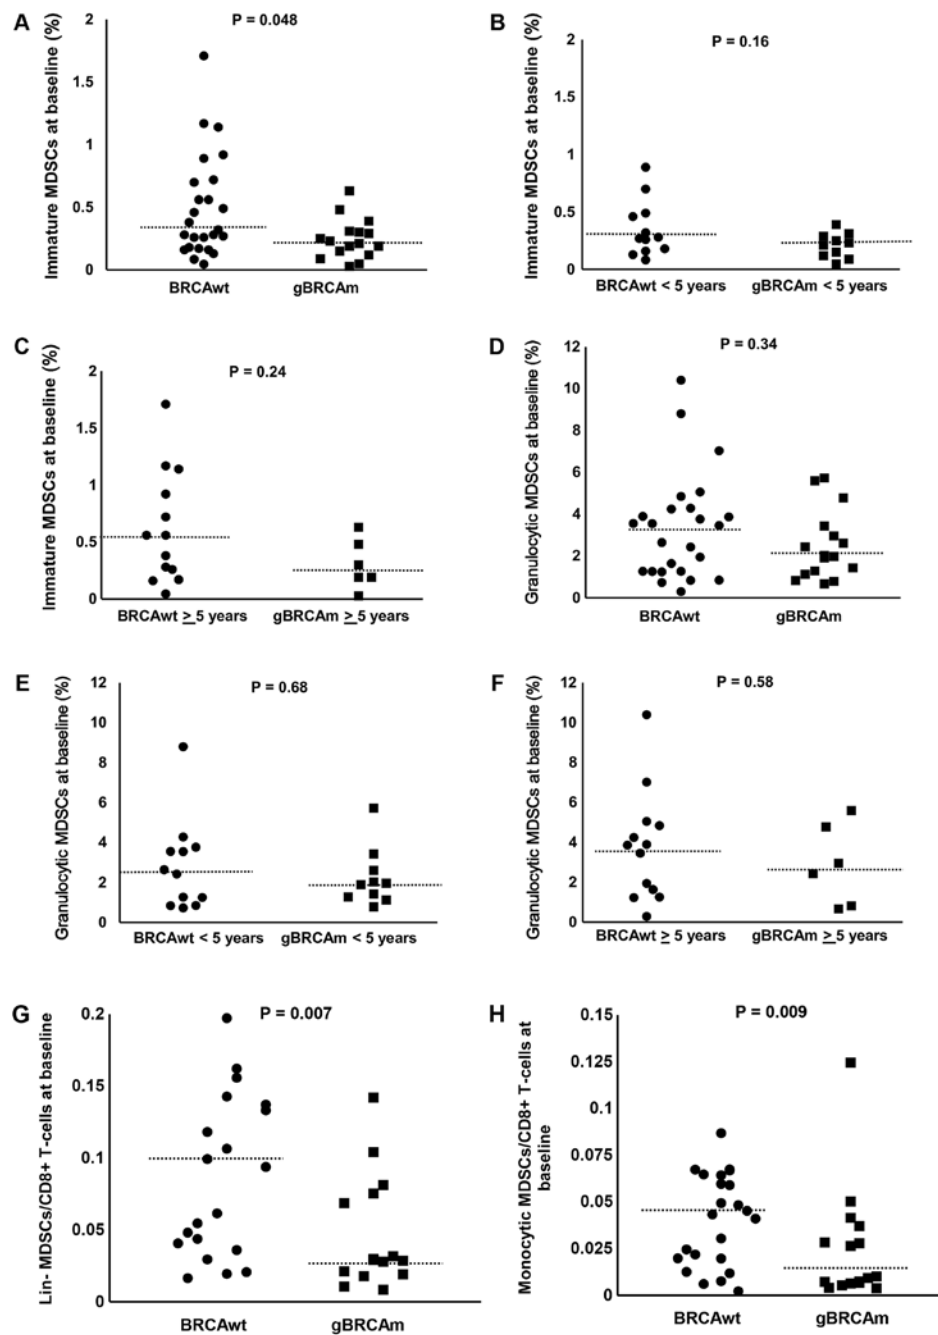 A
P = 0.048
Immature MDSCs at baseline (%)
2
1.5
1
0.5
0
BRCAwt
gBRCAm
B
P = 0.16
Immature MDSCs at baseline (%)
2
1.5
1
0.5
0
BRCAwt < 5 years
gBRCAm < 5 years
C
P = 0.24
Immature MDSCs at baseline (%)
2
1.5
1
0.5
0
BRCAwt ≥ 5 years
gBRCAm ≥ 5 years
D
P = 0.34
Granulocytic MDSCs at baseline (%)
12
10
8
6
4
2
0
BRCAwt
gBRCAm
E
P = 0.68
Granulocytic MDSCs at baseline (%)
12
10
8
6
4
2
0
BRCAwt < 5 years
gBRCAm < 5 years
F
P = 0.58
Granulocytic MDSCs at baseline (%)
12
10
8
6
4
2
0
BRCAwt ≥ 5 years
gBRCAm ≥ 5 years
G
P = 0.007
Lin- MDSCs/CD8+ T-cells at baseline
0.2
0.15
0.1
0.05
0
BRCAwt
gBRCAm
H
P = 0.009
Monocytic MDSCs/CD8+ T-cells at
baseline
0.15
0.125
0.1
0.075
0.05
0.025
0
BRCAwt
gBRCAm